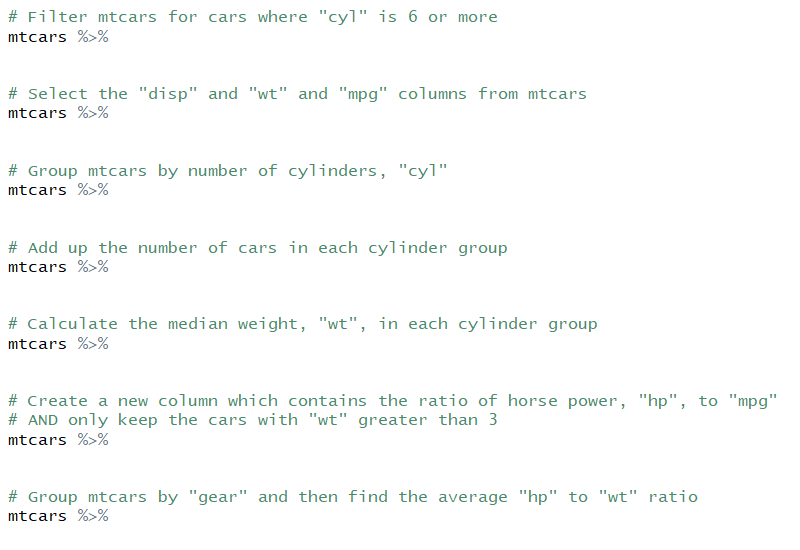 # Filter mtcars for cars where "cyl" is 6 or more
mtcars %>%
# Select the "disp" and "wt" and "mpg" columns from mtcars
mtcars %>%
# Group mtcars by number of cylinders, "cyl"
mtcars %>%
# Add up the number of cars in each cylinder group
mtcars %>%
# Calculate the median weight, "wt", in each cylinder group
mtcars %>%
# Create a new column which contains the ratio of horse power, "hp", to "mpg"
# AND only keep the cars with "wt" greater than 3
mtcars %>%
# Group mtcars by "gear" and then find the average "hp" to "wt" ratio
mtcars %>%